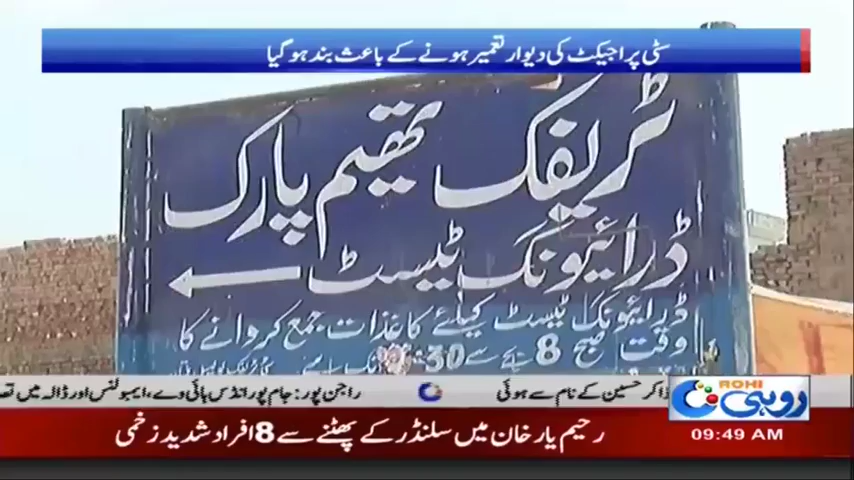 سٹی پراجیکٹ کی دیوار تعمیر ہونے کے باعث بند ہوگیا
ٹریفک تھیم پارک
ڈرائیونگ ٹیسٹ
ڈرائیونگ ٹیسٹ کیلئے کاغذات جمع کروانے کا
وقت صبح 8 بجے سے 30:
ذاکر حسین کے نام سے ہوئی
راجن پور: جام پور انڈس ہائی وے، ایمبولنس اور ڈالہ میں
ROHI
روہی
رحیم یار خان میں سلنڈر کے پھٹنے سے 8 افراد شدید زخمی
09:49 AM